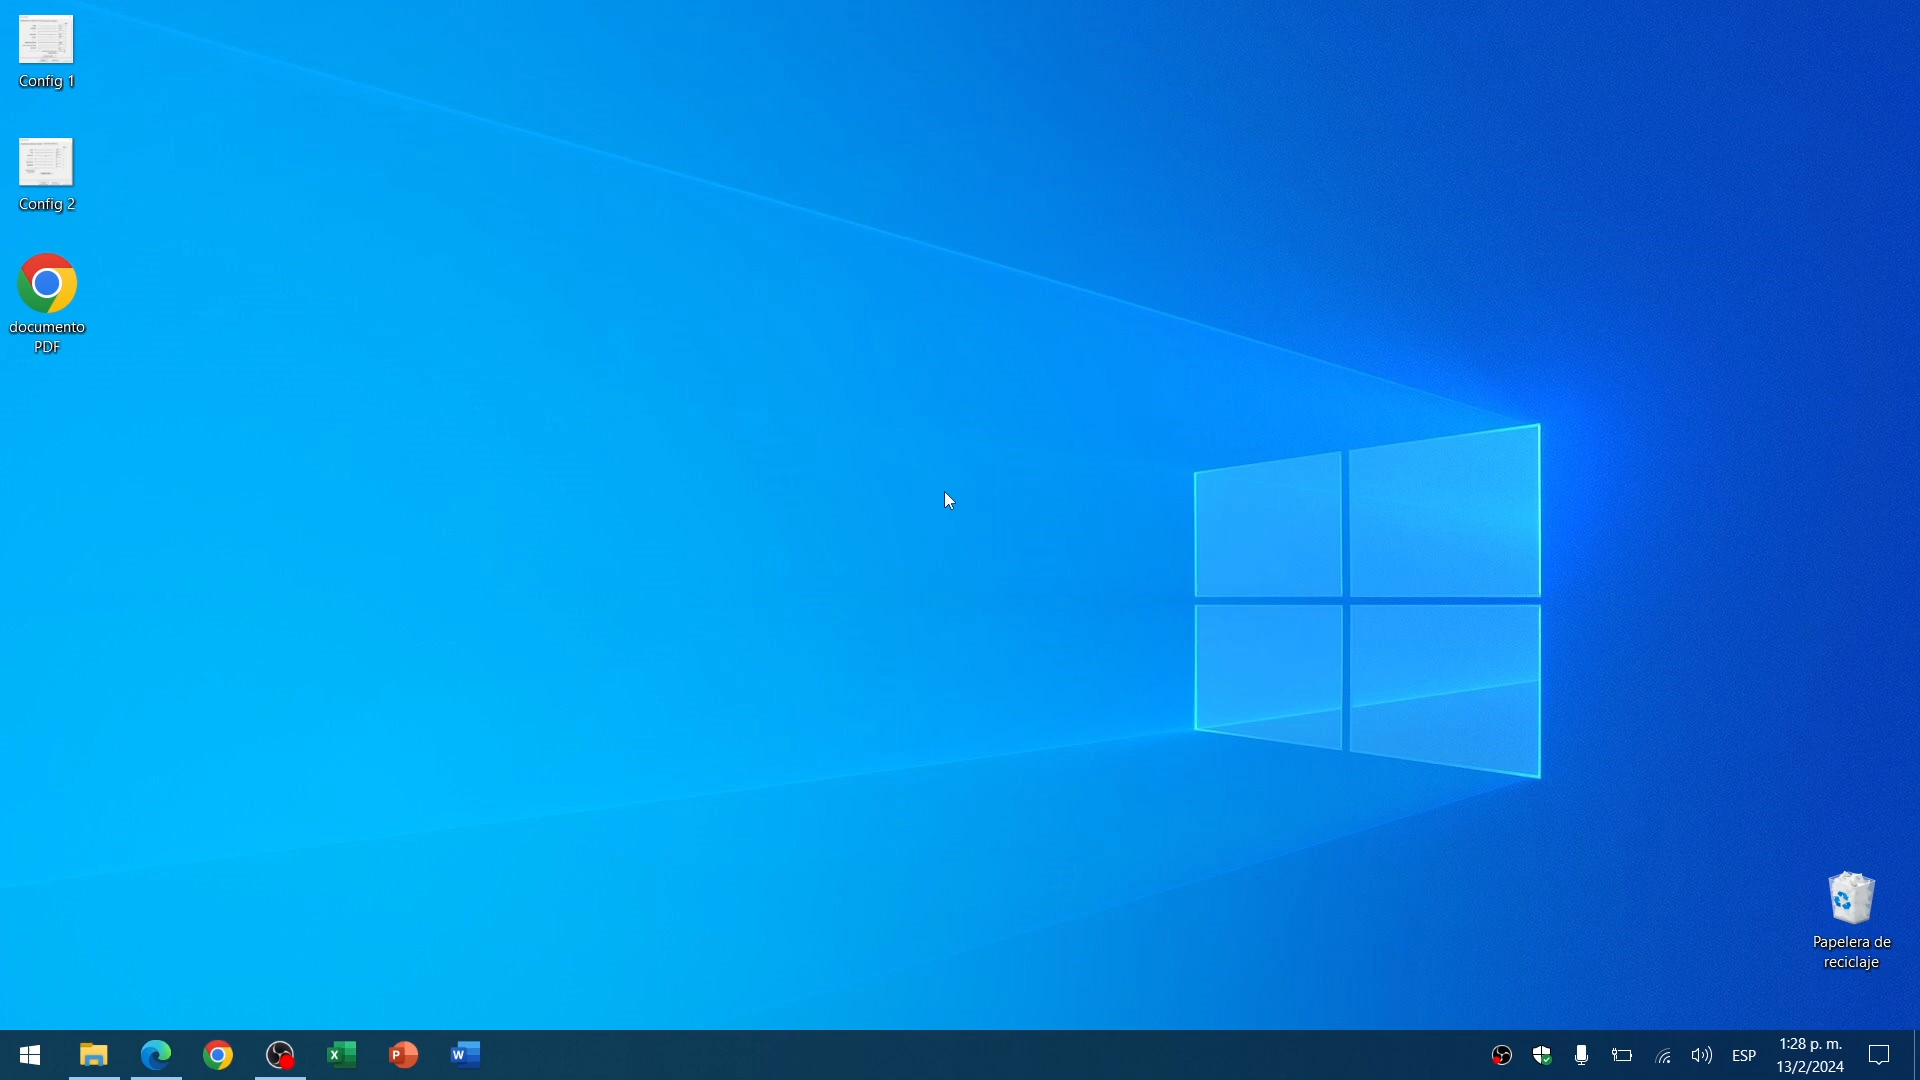 Config 1
Config 2
documento
PDF
Papelera de
reciclaje
ESP
1:28 p. m.
13/2/2024